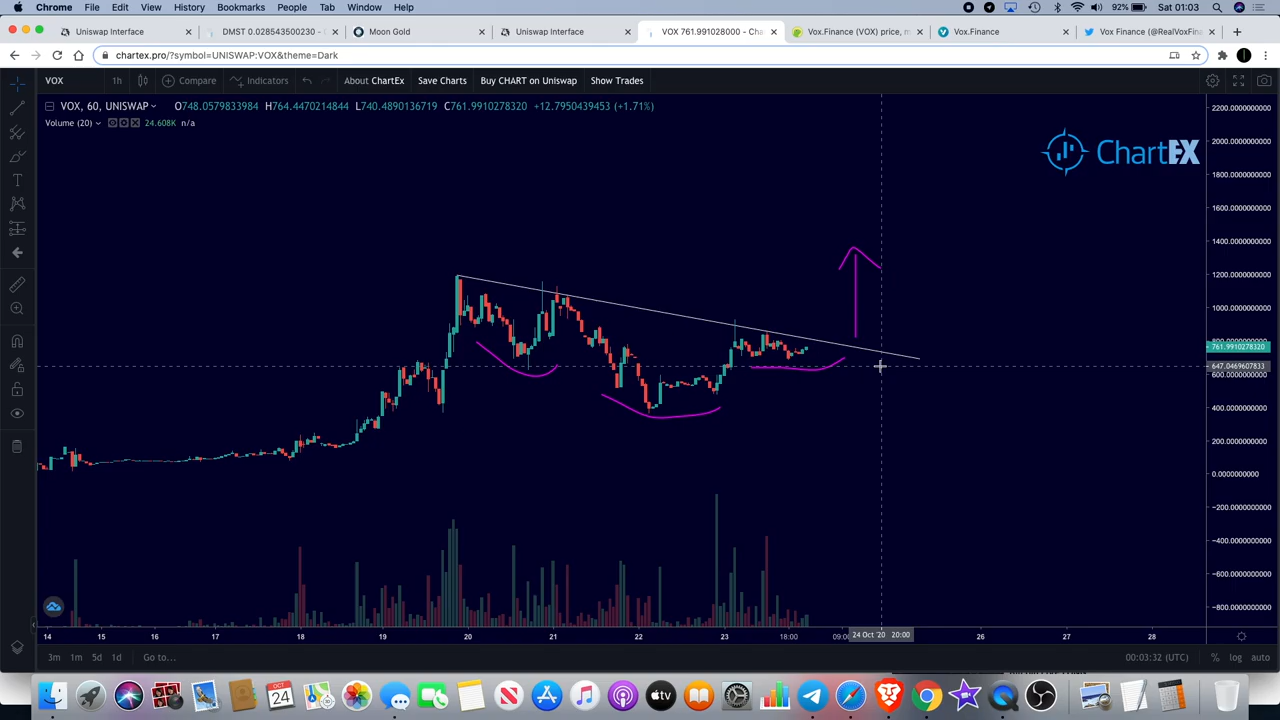 Chrome File Edit View History Bookmarks People Tab Window Help 92% Sat 01:03
Uniswap Interface DMST 0.028543500230 - C Moon Gold Uniswap Interface VOX 761.991028000 - Cha Vox.Finance (VOX) price, m Vox.Finance Vox Finance (@RealVoxFina
chartex.pro/?symbol=UNISWAP:VOX&theme=Dark
VOX 1h Compare Indicators About ChartEx Save Charts Buy CHART on Uniswap Show Trades
VOX, 60, UNISWAP O748.0579833984 H764.4470214844 L740.4890136719 C761.9910278320 +12.7950439453 (+1.71%)
Volume (20) 24.608K n/a
ChartEX
2200.0000000000
2000.0000000000
1800.0000000000
1600.0000000000
1400.0000000000
1200.0000000000
1000.0000000000
761.9910278320
647.0469607833
600.0000000000
400.0000000000
200.0000000000
0.0000000000
-200.0000000000
-400.0000000000
-600.0000000000
-800.0000000000
14 15 16 17 18 19 20 21 22 23 18:00 24 Oct '20 20:00 26 27 28
3m 1m 5d 1d Go to... 00:03:32 (UTC) % log auto
OCT
24
tv